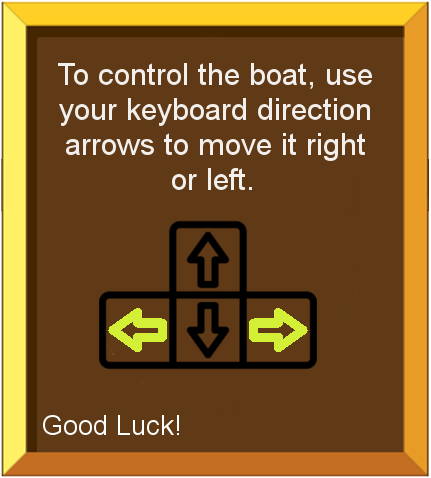 To control the boat, use
your keyboard direction
arrows to move it right
or left.
Good Luck!